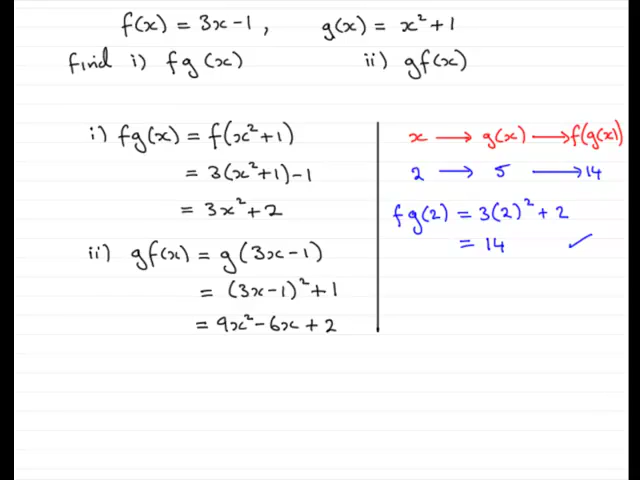 f(x) = 3x - 1 , g(x) = x² + 1
find i) fg(x) ii) gf(x)
i) fg(x) = f(x² + 1)
= 3(x² + 1) - 1
= 3x² + 2
ii) gf(x) = g(3x - 1)
= (3x - 1)² + 1
= 9x² - 6x + 2
x → g(x) → f(g(x))
2 → 5 → 14
fg(2) = 3(2)² + 2
= 14 ✓